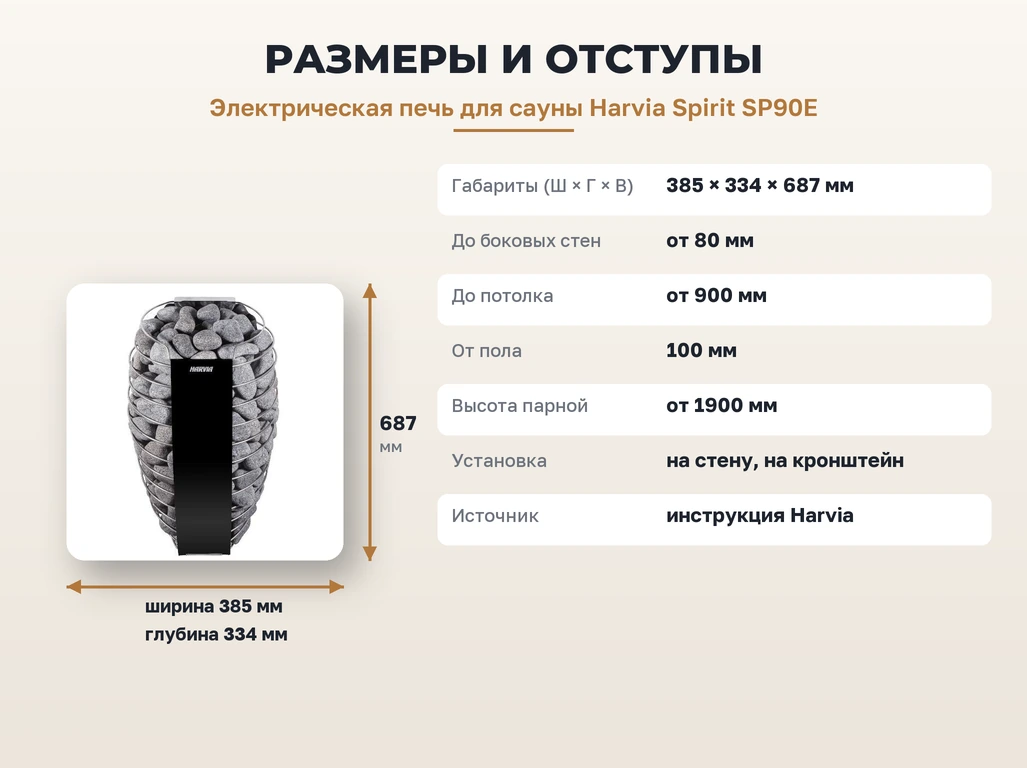 РАЗМЕРЫ И ОТСТУПЫ
Электрическая печь для сауны Harvia Spirit SP90E
Габариты (Ш × Г × В) 385 × 334 × 687 мм
До боковых стен от 80 мм
До потолка от 900 мм
От пола 100 мм
Высота парной от 1900 мм
Установка на стену, на кронштейн
Источник инструкция Harvia
HARVIA
687
мм
ширина 385 мм
глубина 334 мм